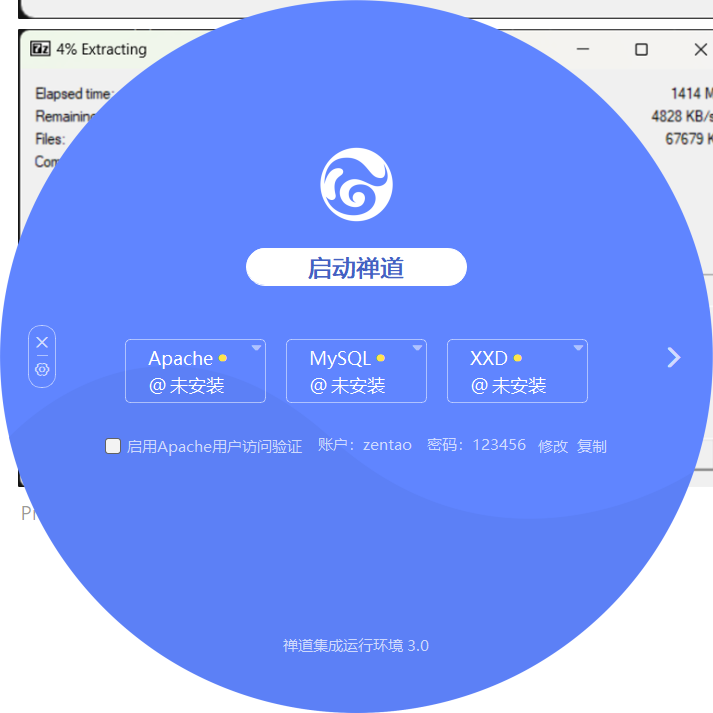 4% Extracting
Elapsed time:
1414 M
Remaining
4828 KB/s
Files:
67679 K
启动禅道
Apache
@ 未安装
MySQL
@ 未安装
XXD
@ 未安装
启用Apache用户访问验证 账户：zentao 密码：123456 修改 复制
禅道集成运行环境 3.0